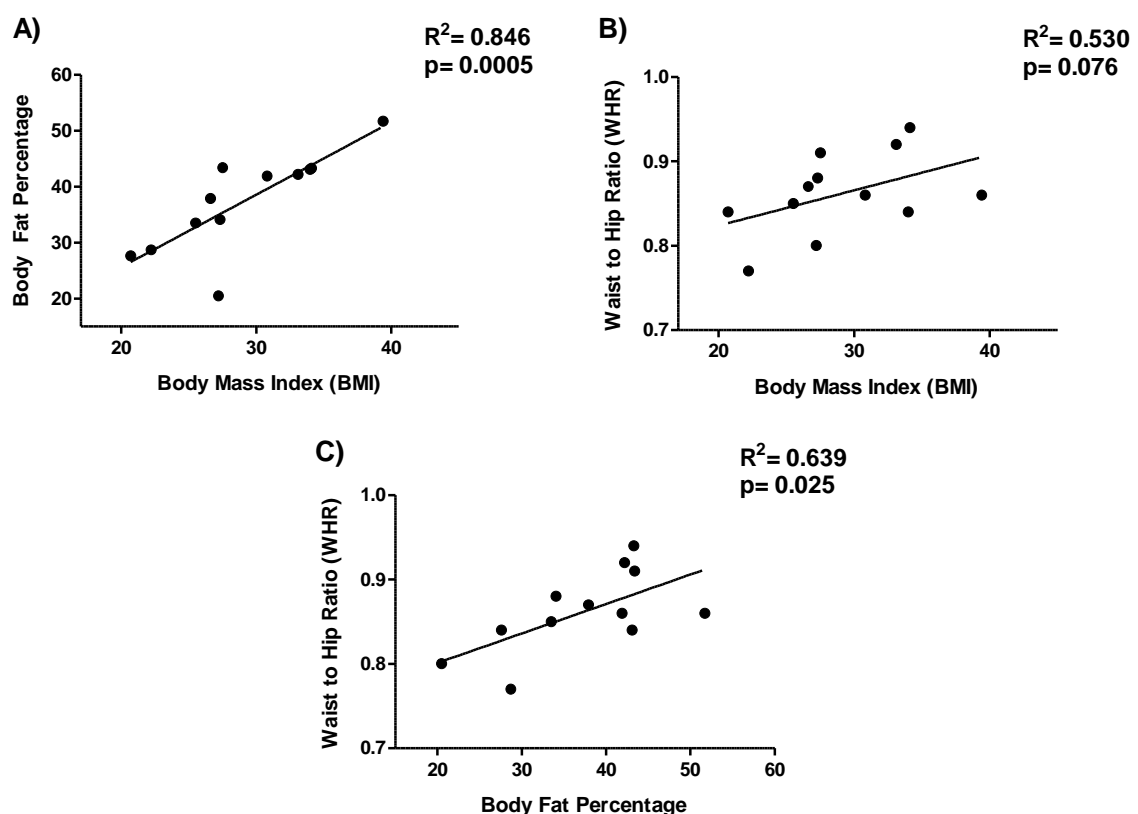 A)
R²= 0.846
p= 0.0005
60
50
40
30
20
Body Fat Percentage
20 30 40
Body Mass Index (BMI)
B)
R²= 0.530
p= 0.076
1.0
0.9
0.8
0.7
Waist to Hip Ratio (WHR)
20 30 40
Body Mass Index (BMI)
C)
R²= 0.639
p= 0.025
1.0
0.9
0.8
0.7
Waist to Hip Ratio (WHR)
20 30 40 50 60
Body Fat Percentage